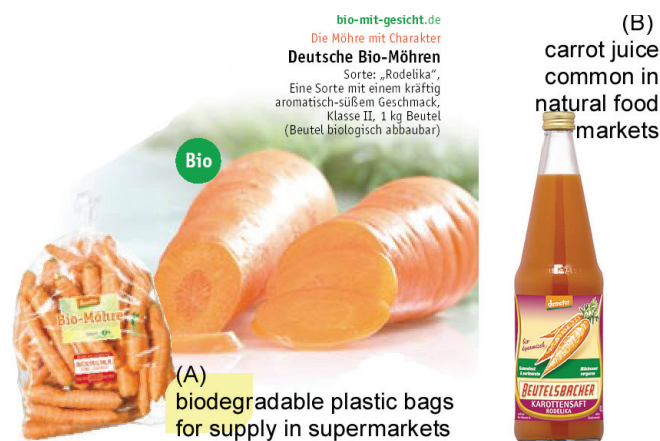 bio-mit-gesicht.de
Die Möhre mit Charakter
Deutsche Bio-Möhren
Sorte: „Rodelika“,
Eine Sorte mit einem kräftig
aromatisch-süßem Geschmack,
Klasse II, 1 kg Beutel
(Beutel biologisch abbaubar)
Bio
demeter
Bio-Möhre
(A)
biodegradable plastic bags
for supply in supermarkets
(B)
carrot juice
common in
natural food
markets
demeter
BEUTELSBACHER
KAROTTENSAFT
RODELIKA